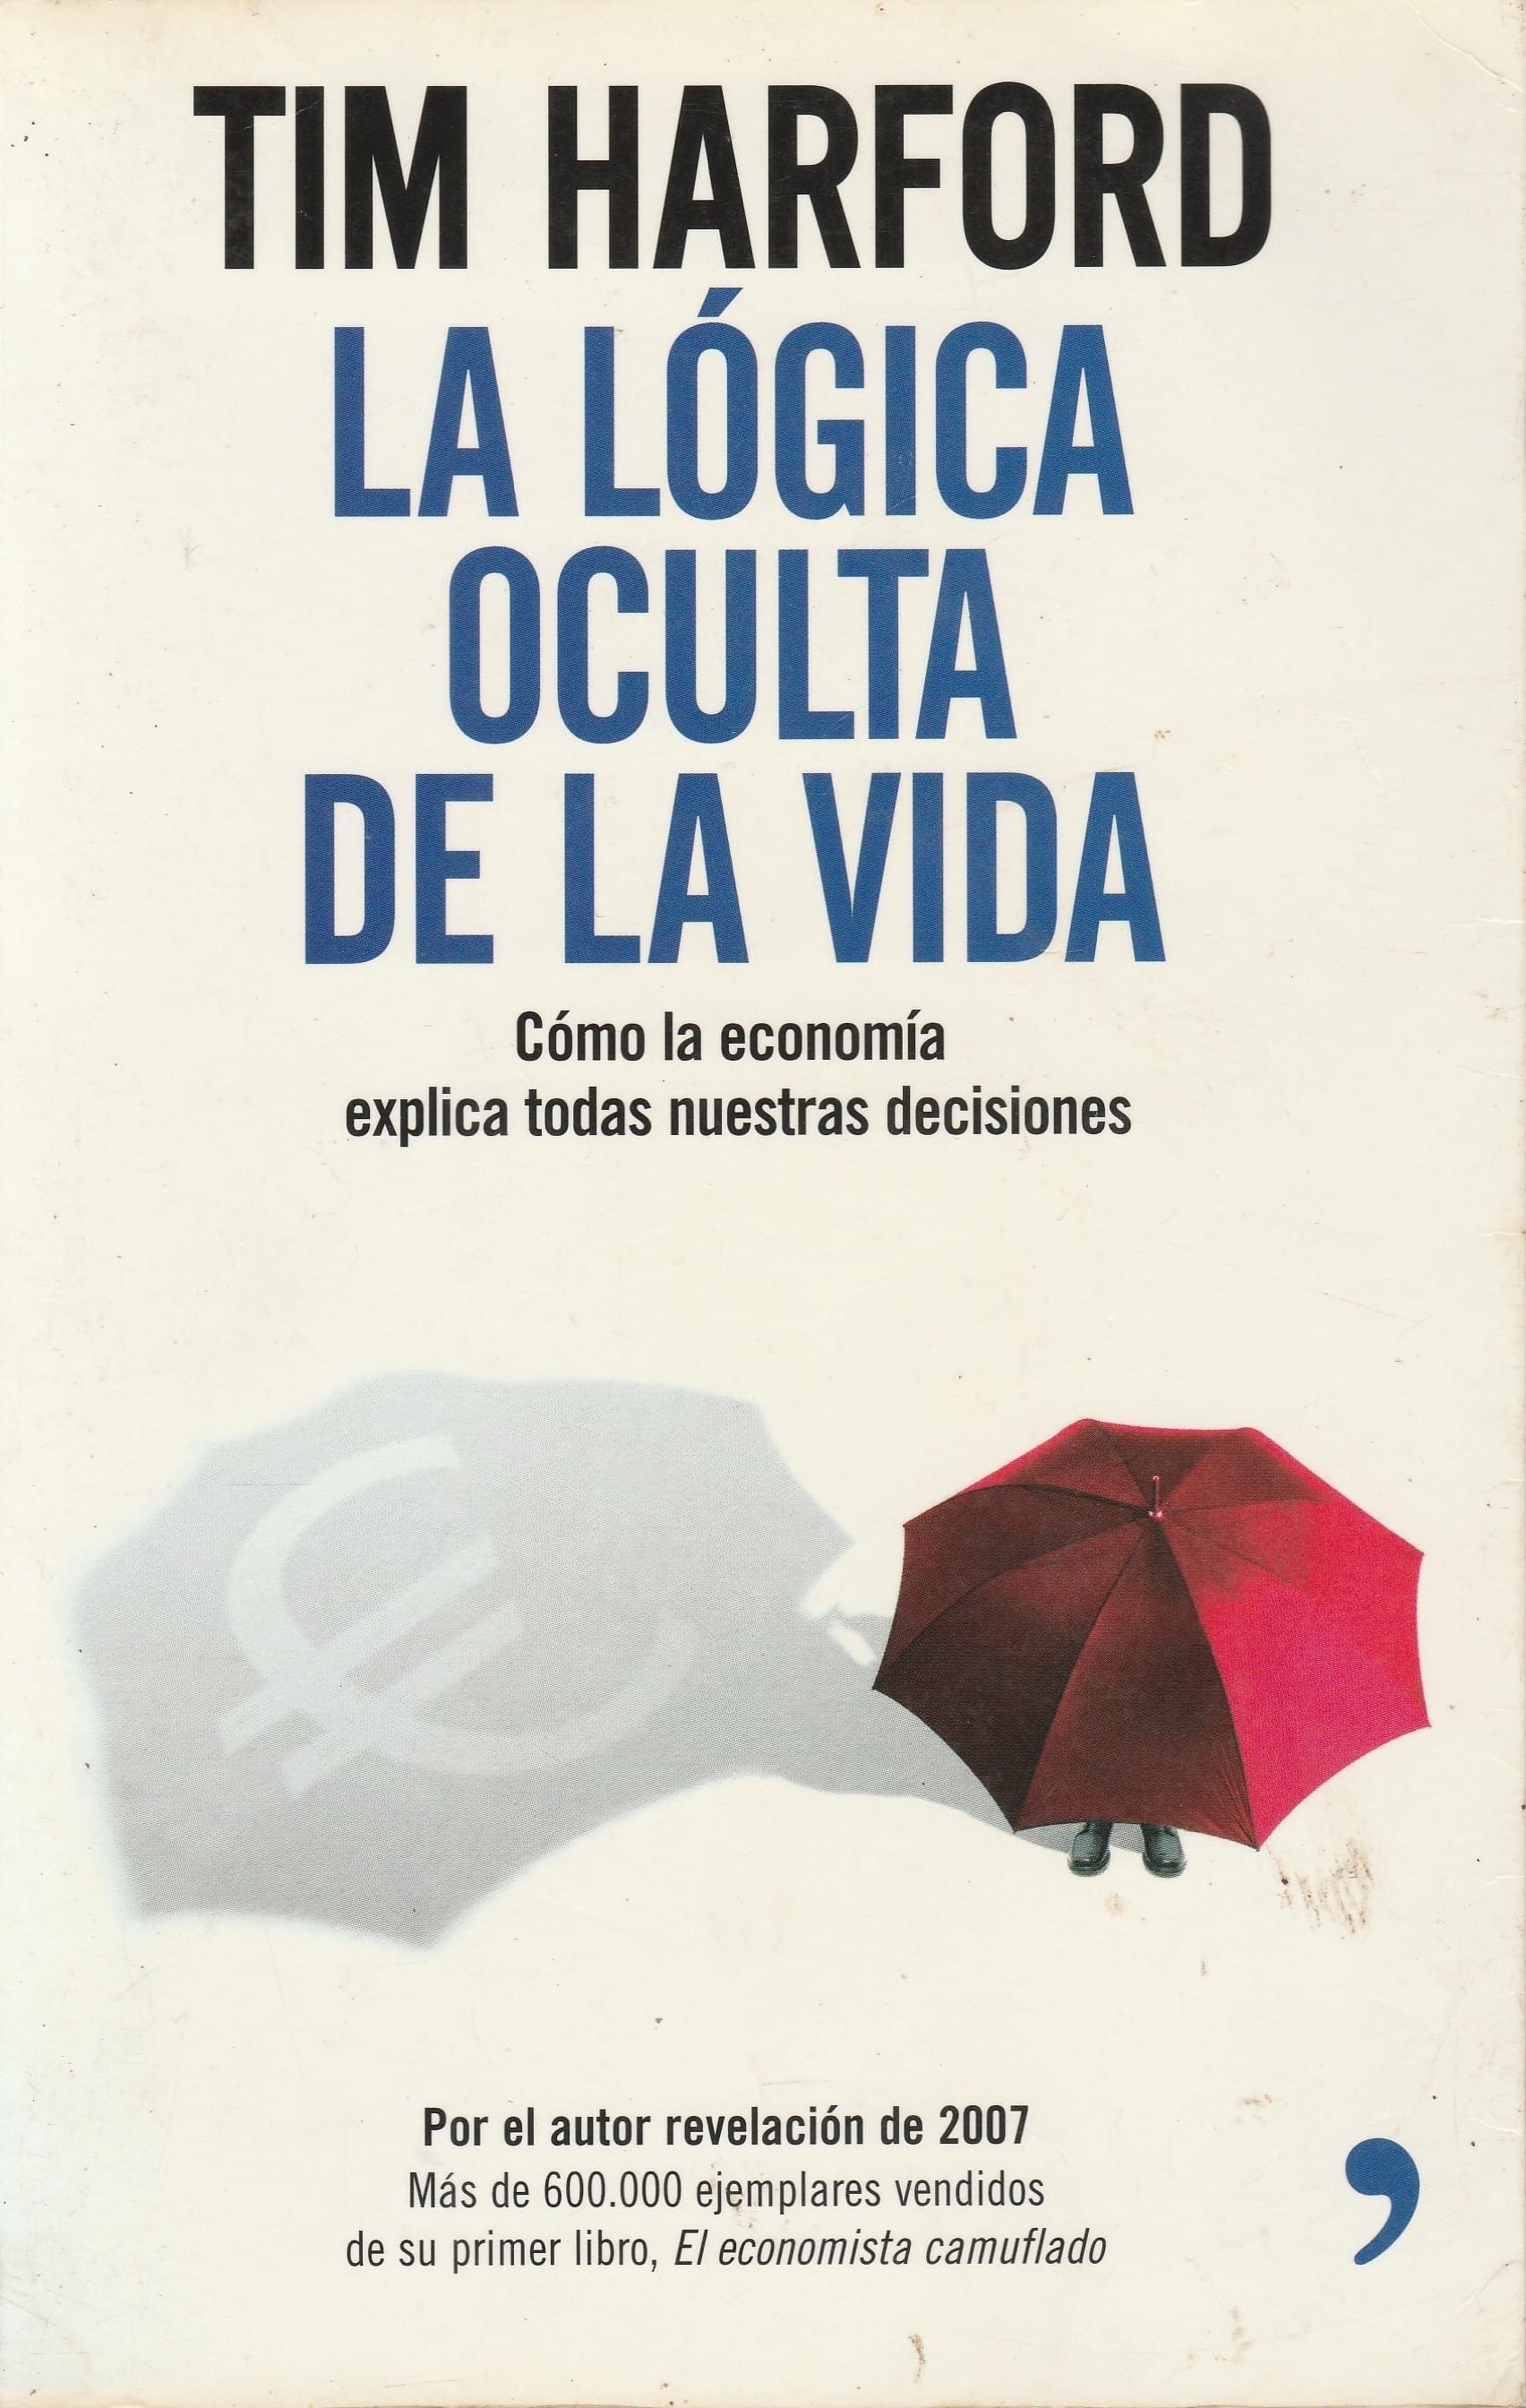 TIM HARFORD
LA LÓGICA
OCULTA
DE LA VIDA
Cómo la economía
explica todas nuestras decisiones
€
Por el autor revelación de 2007
Más de 600.000 ejemplares vendidos
de su primer libro, El economista camuflado